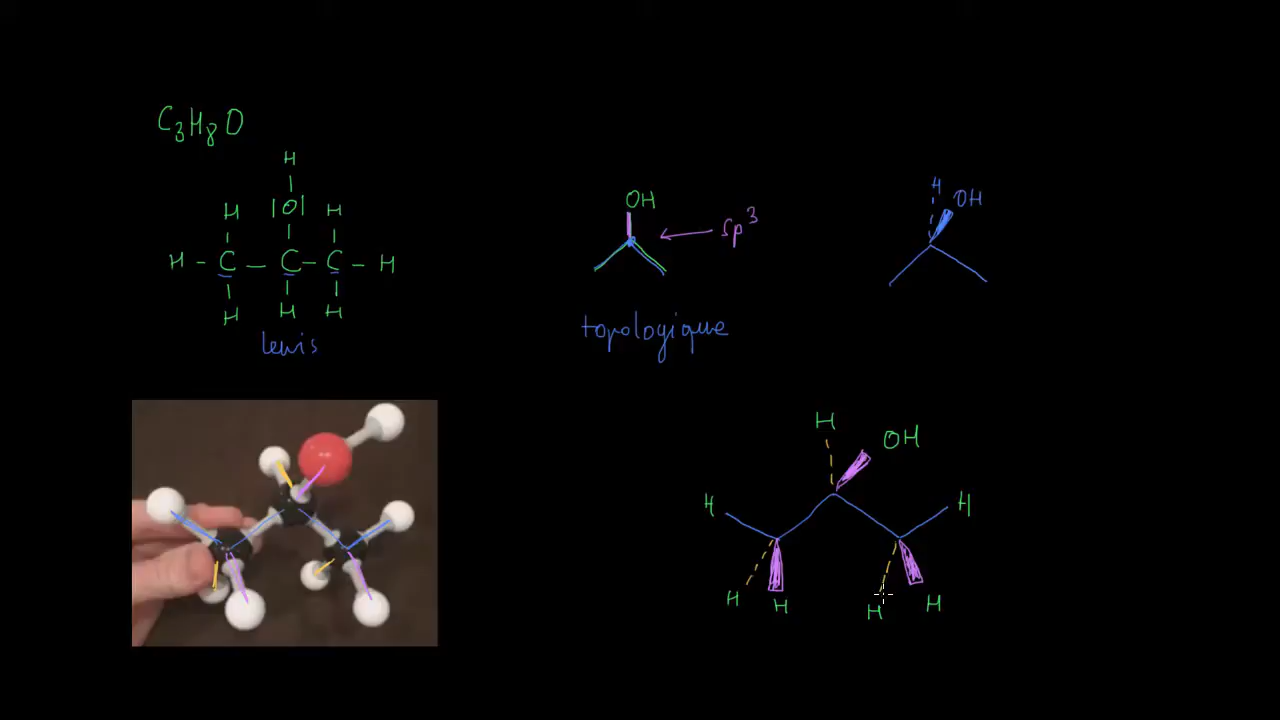 C₃H₈O
H
H |O| H
H - C - C - C - H
H H H
lewis
OH
sp³
topologique
H
OH
H
OH
H
H
H
H
H
H